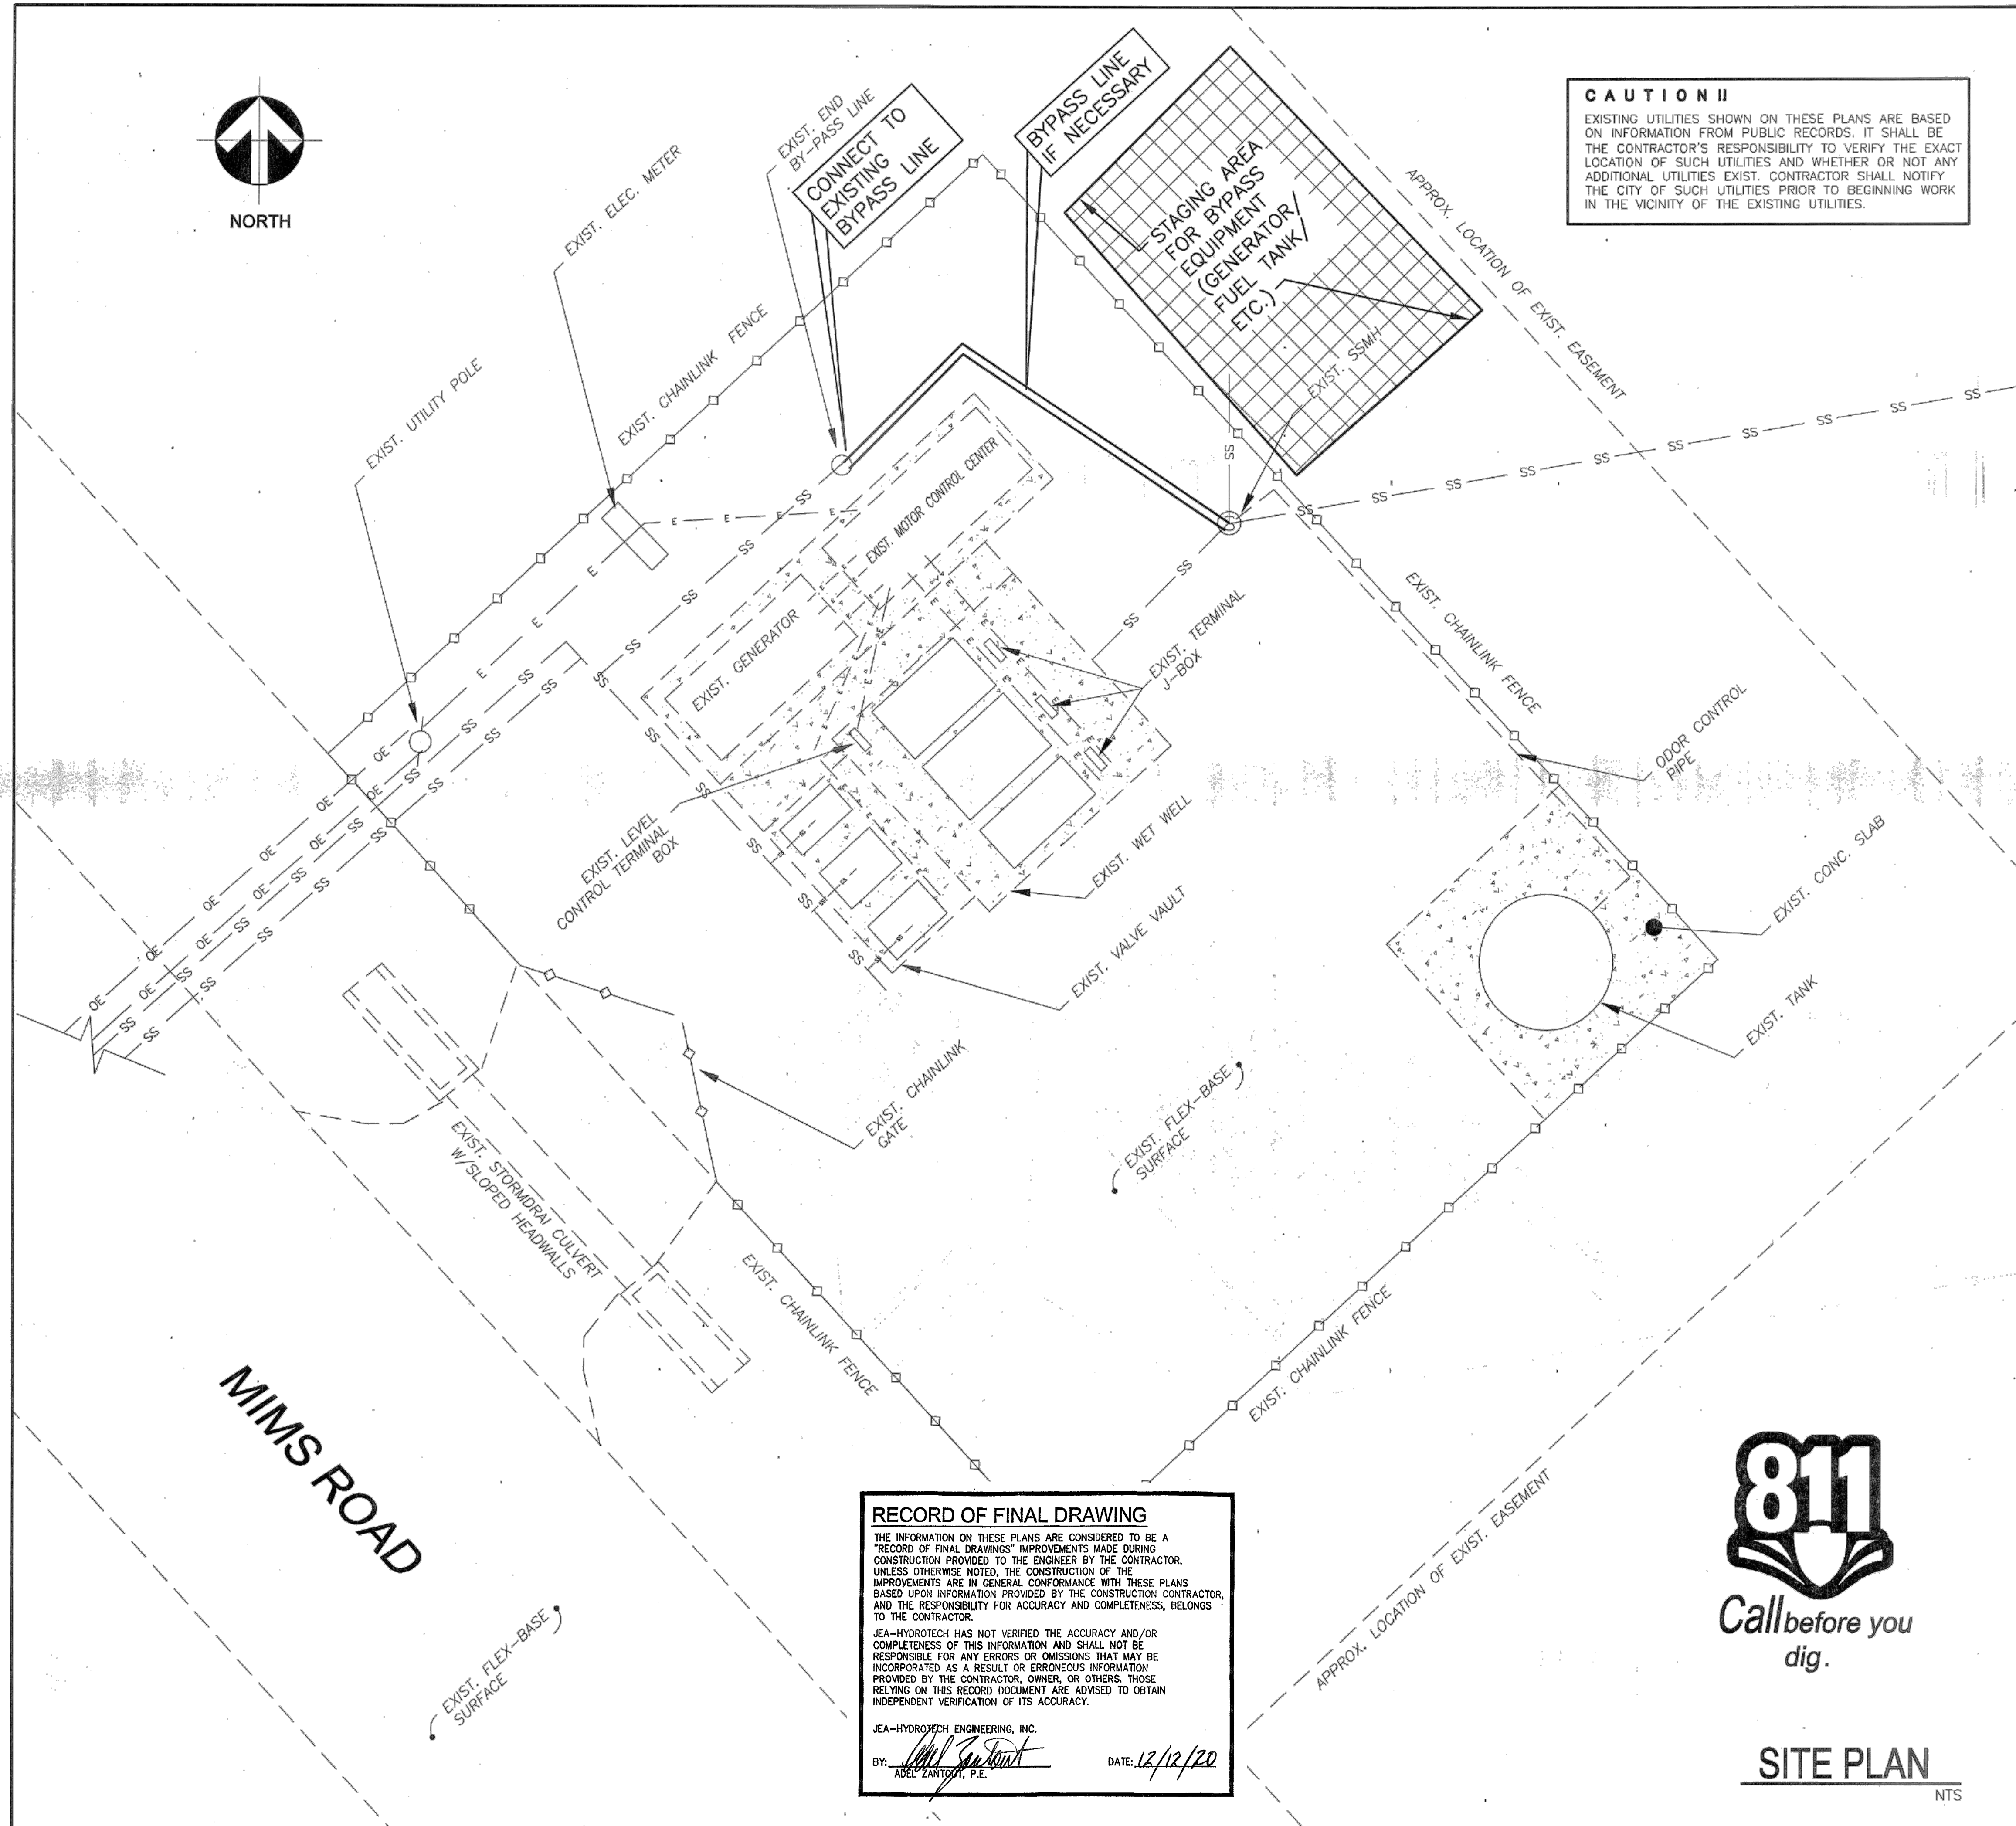 NORTH
EXIST. END
BY-PASS LINE
CONNECT TO
EXISTING
BYPASS LINE
BYPASS LINE
IF NECESSARY
CAUTION!!
EXISTING UTILITIES SHOWN ON THESE PLANS ARE BASED
ON INFORMATION FROM PUBLIC RECORDS. IT SHALL BE
THE CONTRACTOR'S RESPONSIBILITY TO VERIFY THE EXACT
LOCATION OF SUCH UTILITIES AND WHETHER OR NOT ANY
ADDITIONAL UTILITIES EXIST. CONTRACTOR SHALL NOTIFY
THE CITY OF SUCH UTILITIES PRIOR TO BEGINNING WORK
IN THE VICINITY OF THE EXISTING UTILITIES.
STAGING AREA
FOR BYPASS
EQUIPMENT
(GENERATOR/
FUEL TANK/
ETC.)
APPROX. LOCATION OF EXIST. EASEMENT
EXIST. ELEC. METER
EXIST. CHAINLINK FENCE
EXIST. UTILITY POLE
EXIST. SSMH
EXIST. MOTOR CONTROL CENTER
EXIST. GENERATOR
EXIST. TERMINAL
J-BOX
EXIST. CHAINLINK FENCE
ODOR CONTROL
PIPE
EXIST. LEVEL
CONTROL TERMINAL
BOX
EXIST. WET WELL
EXIST. VALVE VAULT
EXIST. CONC. SLAB
EXIST. TANK
EXIST. CHAINLINK
GATE
EXIST. FLEX-BASE
SURFACE
EXIST. STORMDRAI CULVERT
W/SLOPED HEADWALLS
EXIST. CHAINLINK FENCE
EXIST. CHAINLINK FENCE
MIMS ROAD
EXIST. FLEX-BASE
SURFACE
APPROX. LOCATION OF EXIST. EASEMENT
RECORD OF FINAL DRAWING
THE INFORMATION ON THESE PLANS ARE CONSIDERED TO BE A
"RECORD OF FINAL DRAWINGS" IMPROVEMENTS MADE DURING
CONSTRUCTION PROVIDED TO THE ENGINEER BY THE CONTRACTOR.
UNLESS OTHERWISE NOTED, THE CONSTRUCTION OF THE
IMPROVEMENTS ARE IN GENERAL CONFORMANCE WITH THESE PLANS
BASED UPON INFORMATION PROVIDED BY THE CONSTRUCTION CONTRACTOR,
AND THE RESPONSIBILITY FOR ACCURACY AND COMPLETENESS, BELONGS
TO THE CONTRACTOR.
JEA-HYDROTECH HAS NOT VERIFIED THE ACCURACY AND/OR
COMPLETENESS OF THIS INFORMATION AND SHALL NOT BE
RESPONSIBLE FOR ANY ERRORS OR OMISSIONS THAT MAY BE
INCORPORATED AS A RESULT OR ERRONEOUS INFORMATION
PROVIDED BY THE CONTRACTOR, OWNER, OR OTHERS. THOSE
RELYING ON THIS RECORD DOCUMENT ARE ADVISED TO OBTAIN
INDEPENDENT VERIFICATION OF ITS ACCURACY.
JEA-HYDROTECH ENGINEERING, INC.
BY: Adel Zantout DATE: 12/12/20
ADEL ZANTOUT, P.E.
811
Call before you
dig.
SITE PLAN
NTS